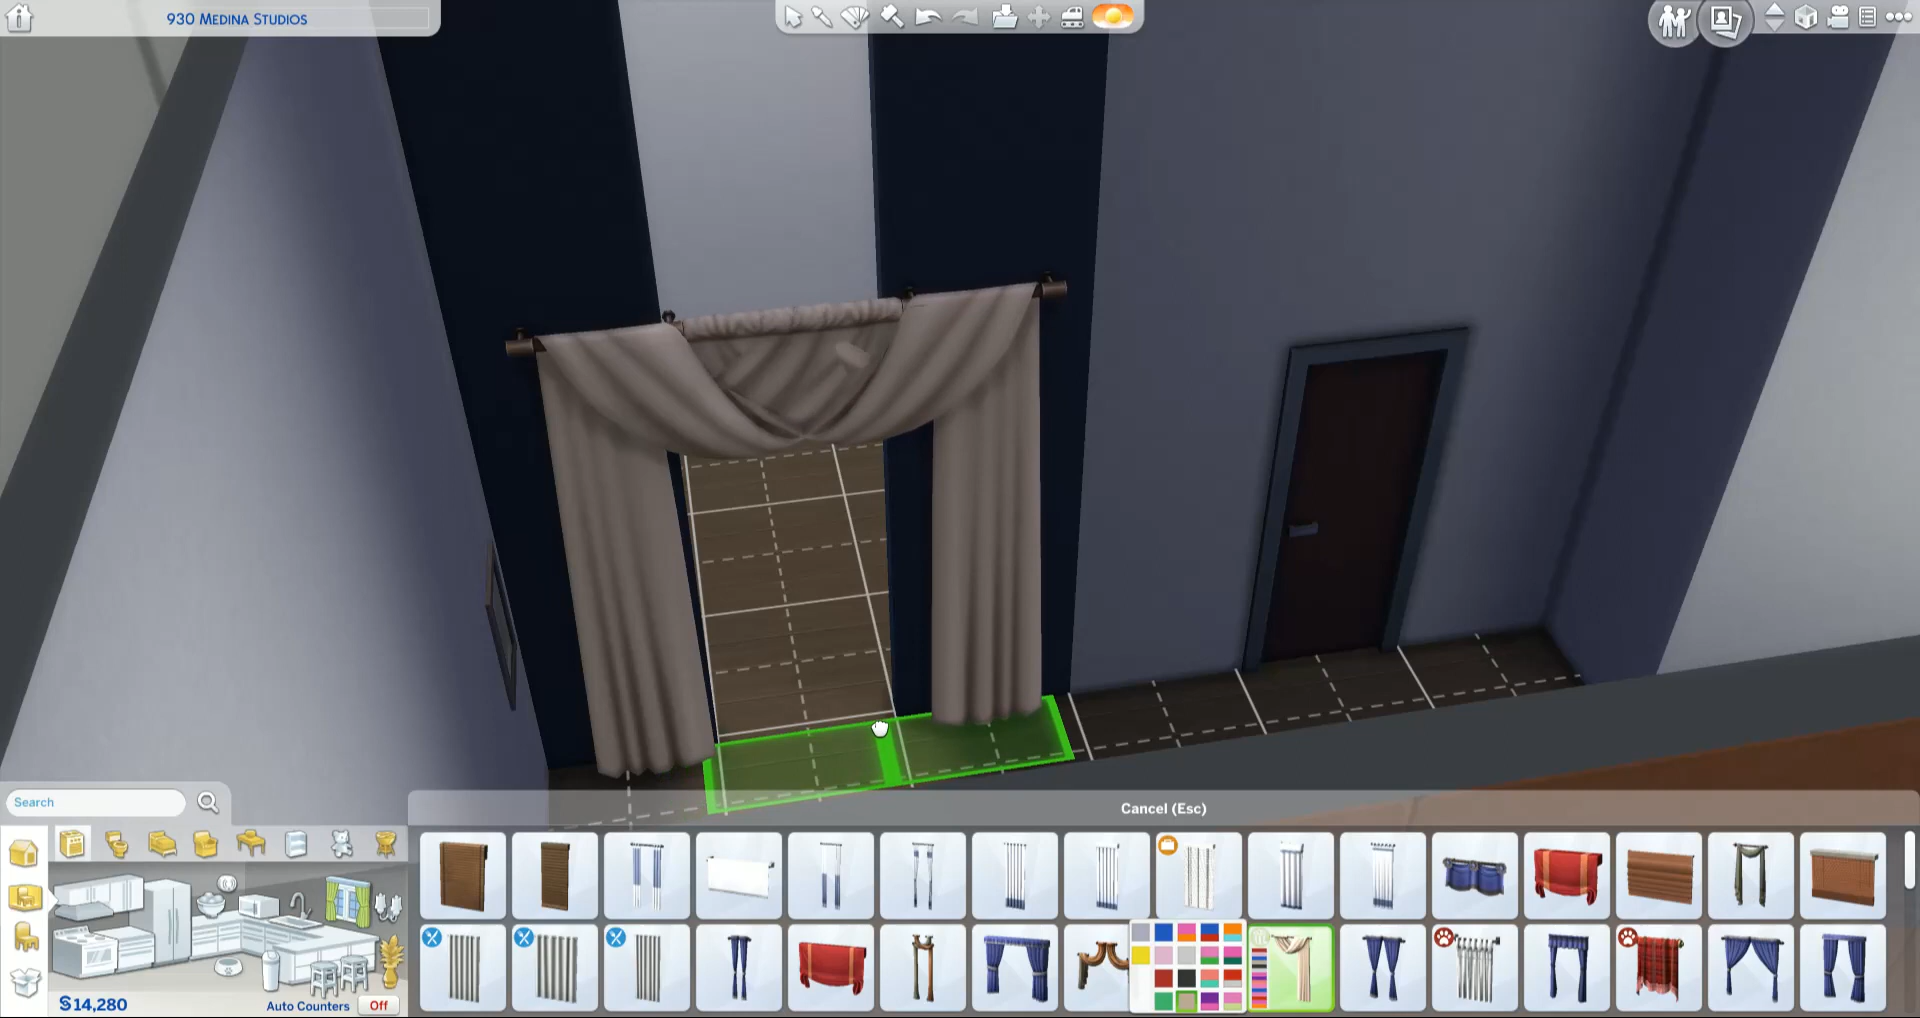 930 MEDINA STUDIOS
Cancel (Esc)
Search
§14,280
Auto Counters
Off